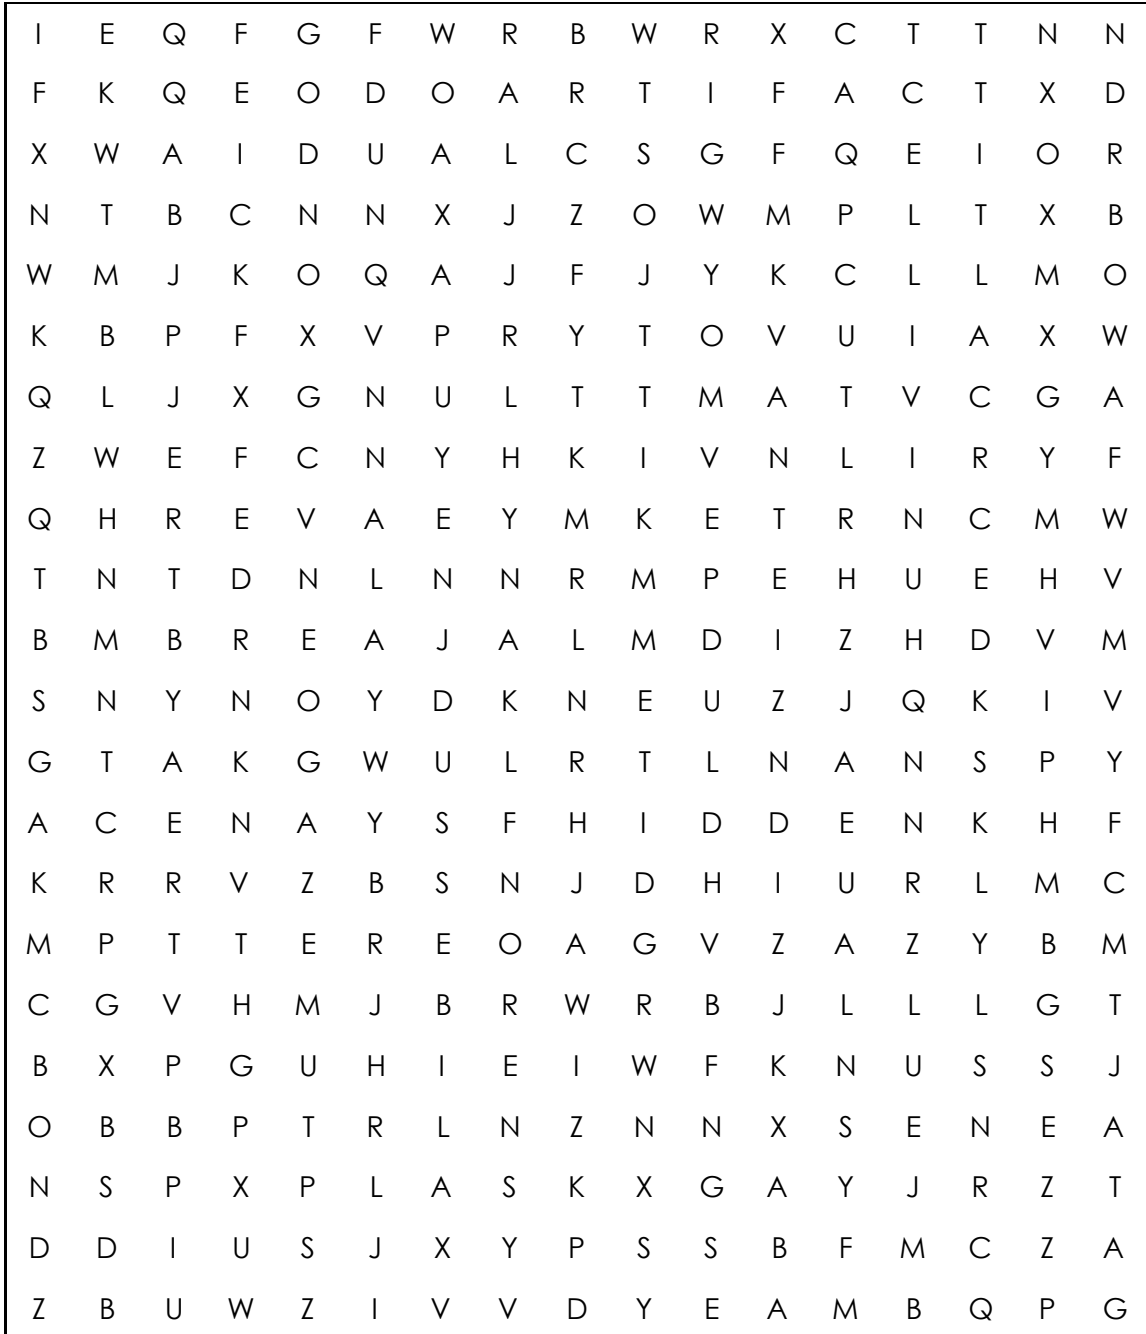 I E Q F G F W R B W R X C T T N N
F K Q E O D O A R T I F A C T X D
X W A I D U A L C S G F Q E I O R
N T B C N N X J Z O W M P L T X B
W M J K O Q A J F J Y K C L L M O
K B P F X V P R Y T O V U I A X W
Q L J X G N U L T T M A T V C G A
Z W E F C N Y H K I V N L I R Y F
Q H R E V A E Y M K E T R N C M W
T N T D N L N N R M P E H U E H V
B M B R E A J A L M D I Z H D V M
S N Y N O Y D K N E U Z J Q K I V
G T A K G W U L R T L N A N S P Y
A C E N A Y S F H I D D E N K H F
K R R V Z B S N J D H I U R L M C
M P T T E R E O A G V Z A Z Y B M
C G V H M J B R W R B J L L L G T
B X P G U H I E I W F K N U S S J
O B B P T R L N Z N N X S E N E A
N S P X P L A S K X G A Y J R Z T
D D I U S J X Y P S S B F M C Z A
Z B U W Z I V V D Y E A M B Q P G